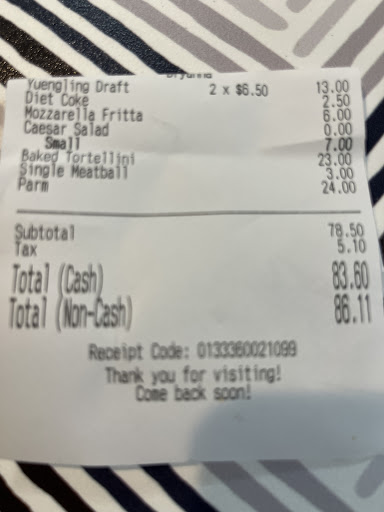 Yuengling Draft 2 x $6.50 13.00
Diet Coke 2.50
Mozzarella Fritta 6.00
Caesar Salad 0.00
Small 7.00
Baked Tortellini 23.00
Single Meatball 3.00
Parm 24.00
Subtotal 78.50
Tax 5.10
Total (Cash) 83.60
Total (Non-Cash) 86.11
Receipt Code: 0133360021099
Thank you for visiting!
Come back soon!